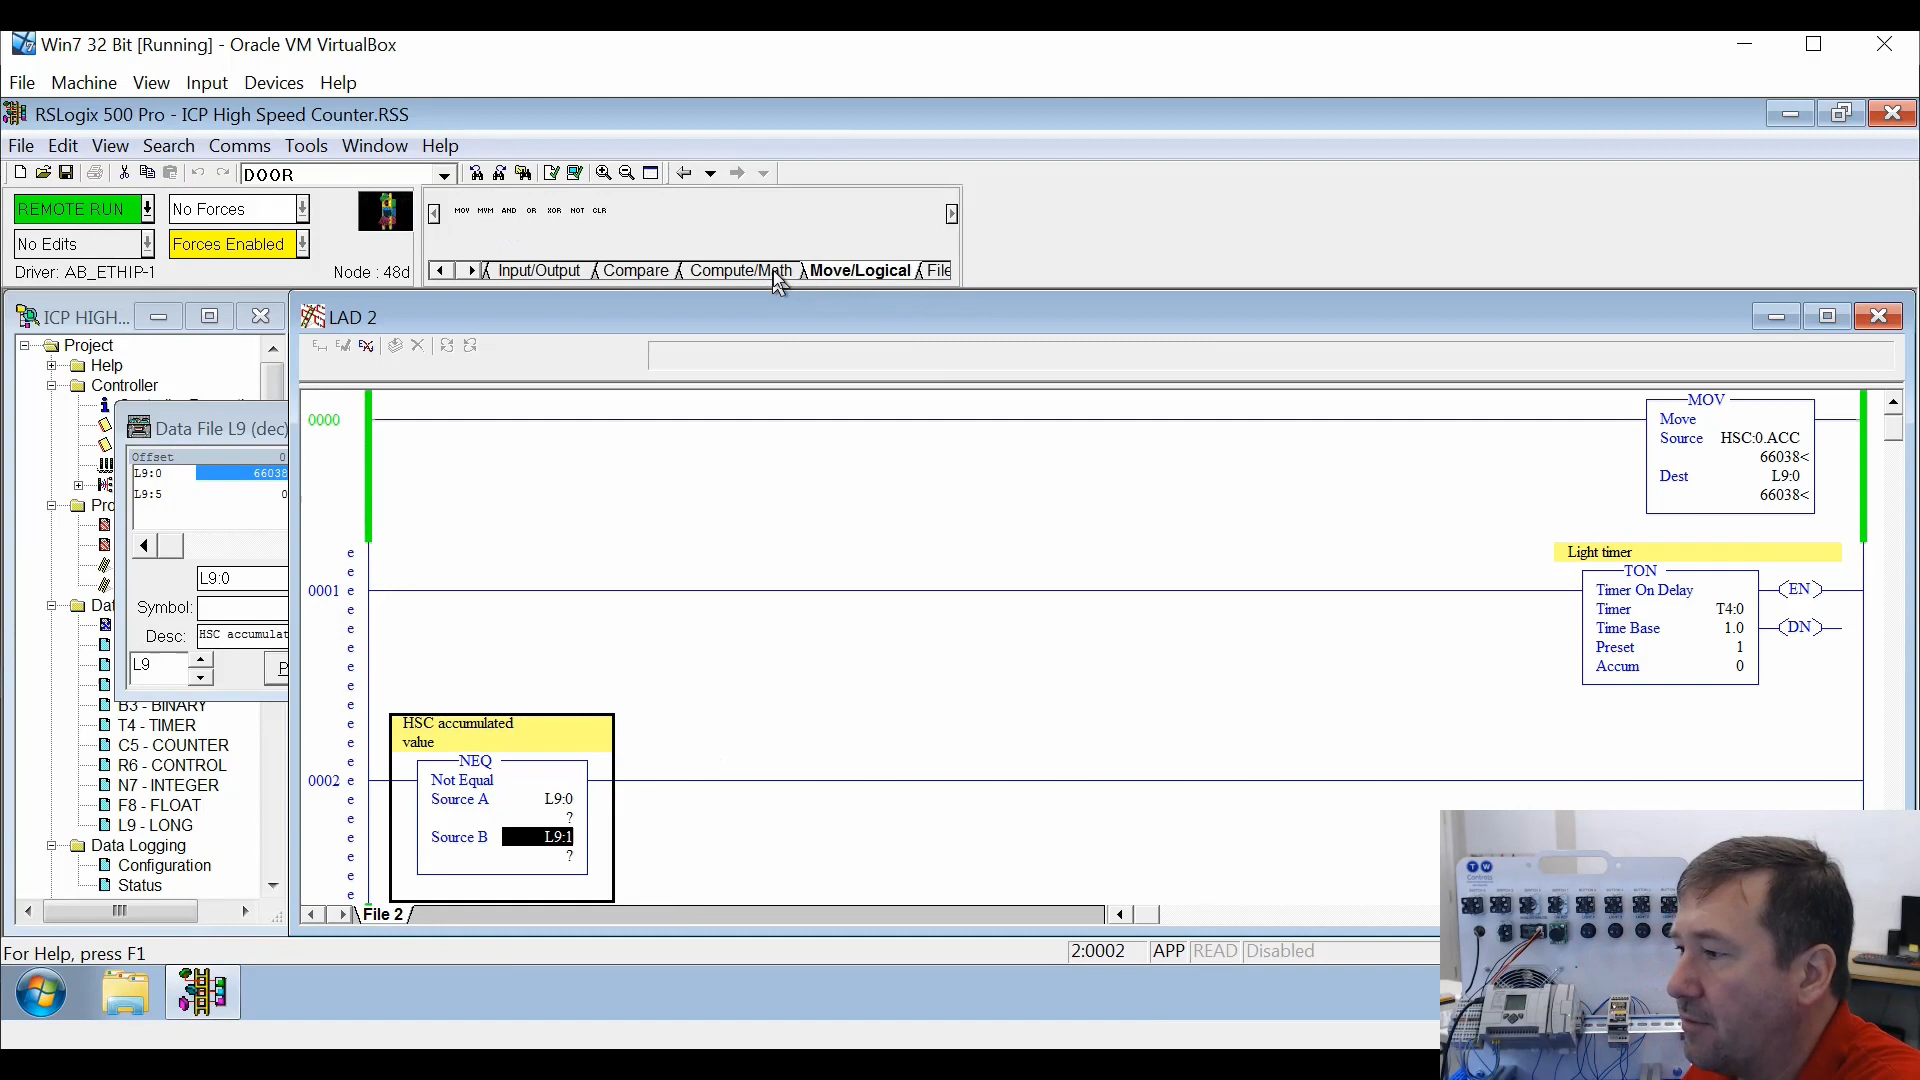 Win7 32 Bit [Running] - Oracle VM VirtualBox
File Machine View Input Devices Help
RSLogix 500 Pro - ICP High Speed Counter.RSS
File Edit View Search Comms Tools Window Help
DOOR
REMOTE RUN No Forces
No Edits Forces Enabled
Driver: AB_ETHIP-1 Node : 48d
MOV MVM AND OR XOR NOT CLR
Input/Output Compare Compute/Math Move/Logical File
ICP HIGH...
Project
Help
Controller
Data File L9 (dec)
Offset 0
L9:0 66038
L9:5 0
L9:0
Symbol:
Desc: HSC accumulat
L9
Pro
Dat
B3 - BINARY
T4 - TIMER
C5 - COUNTER
R6 - CONTROL
N7 - INTEGER
F8 - FLOAT
L9 - LONG
Data Logging
Configuration
Status
LAD 2
0000
MOV
Move
Source HSC:0.ACC
66038<
Dest L9:0
66038<
e
e
0001 e
e
e
e
e
e
e
e
e
e
0002 e
e
e
e
e
e
e
Light timer
TON
Timer On Delay
Timer T4:0
Time Base 1.0
Preset 1
Accum 0
EN
DN
HSC accumulated
value
NEQ
Not Equal
Source A L9:0
?
Source B L9:1
?
File 2
For Help, press F1
2:0002 APP READ Disabled
T W
Controls